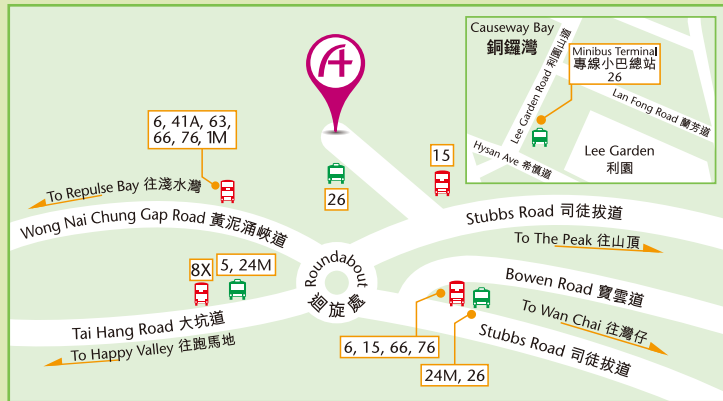 Causeway Bay
銅鑼灣
Minibus Terminal
專線小巴總站
26
Lee Garden Road 利園山道
Lan Fong Road 蘭芳道
Hysan Ave 希慎道
Lee Garden
利園
6, 41A, 63,
66, 76, 1M
15
26
To Repulse Bay 往淺水灣
Wong Nai Chung Gap Road 黃泥涌峽道
Stubbs Road 司徒拔道
To The Peak 往山頂
Roundabout
迴旋處
8X
5, 24M
Bowen Road 寶雲道
To Wan Chai 往灣仔
Tai Hang Road 大坑道
To Happy Valley 往跑馬地
6, 15, 66, 76
24M, 26
Stubbs Road 司徒拔道